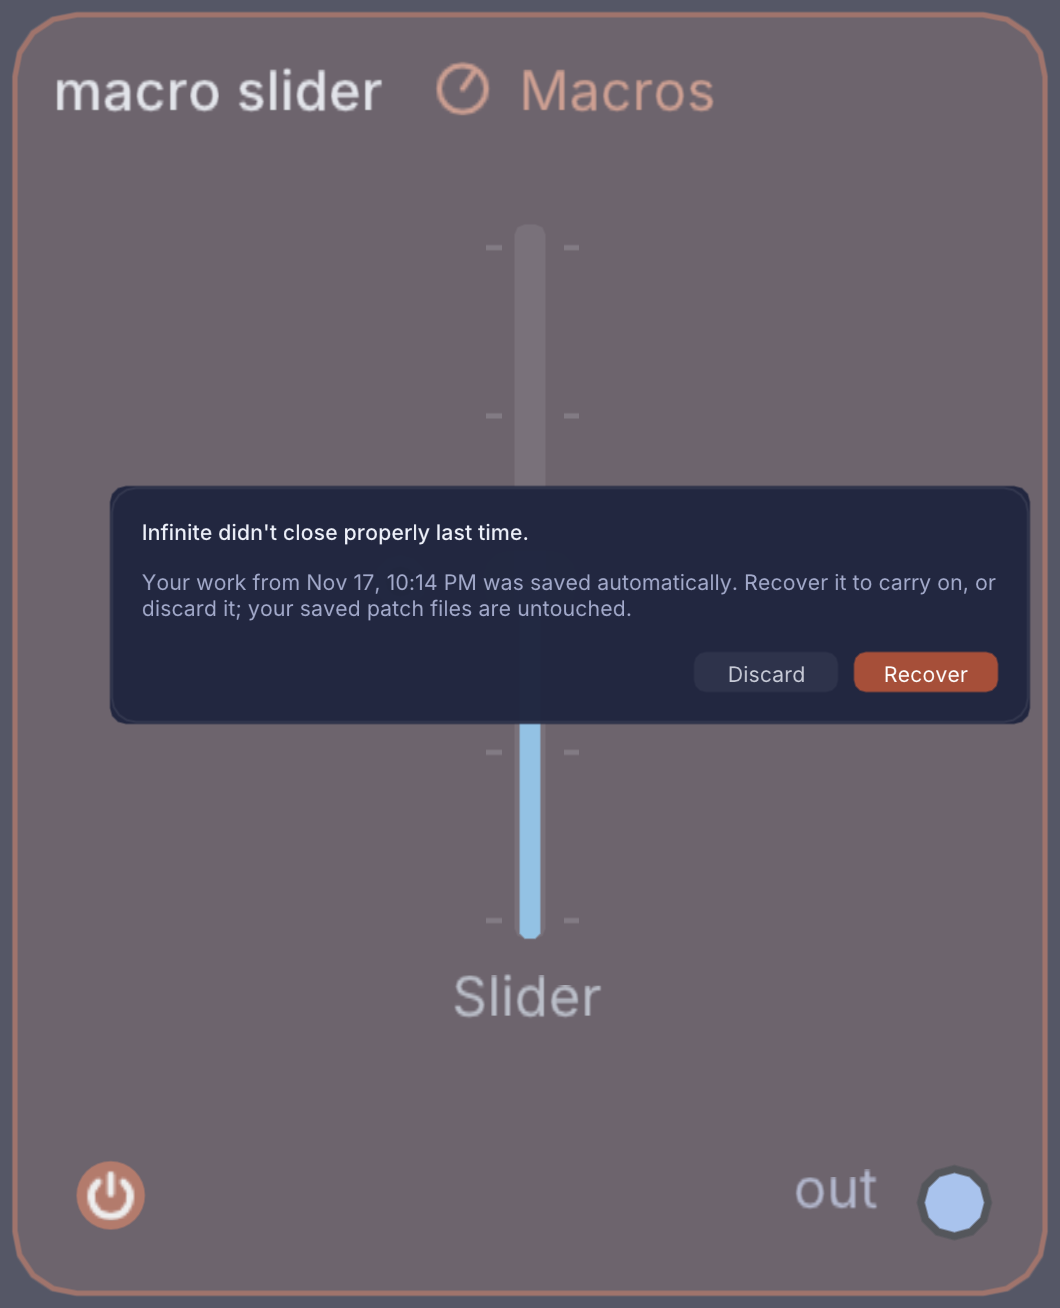 macro slider Macros
Infinite didn't close properly last time.
Your work from Nov 17, 10:14 PM was saved automatically. Recover it to carry on, or
discard it; your saved patch files are untouched.
Discard Recover
Slider
out